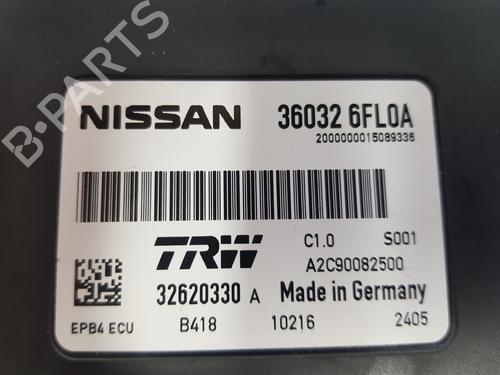 B-PARTS
NISSAN 36032 6FL0A
2000000015089336
TRW C1.0 S001
A2C90082500
32620330 A Made in Germany
EPB4 ECU B418 10216 2405